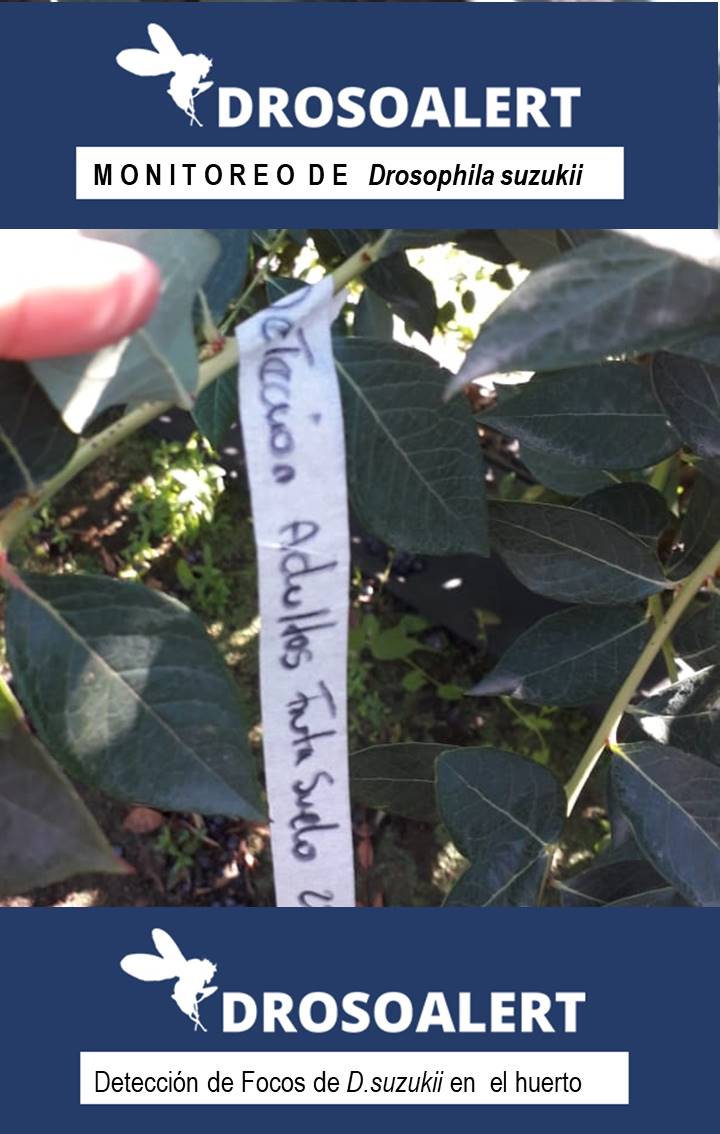 DROSOALERT
MONITOREO DE Drosophila suzukii
Detección Adultos Fruta Suelo
DROSOALERT
Detección de Focos de D.suzukii en el huerto